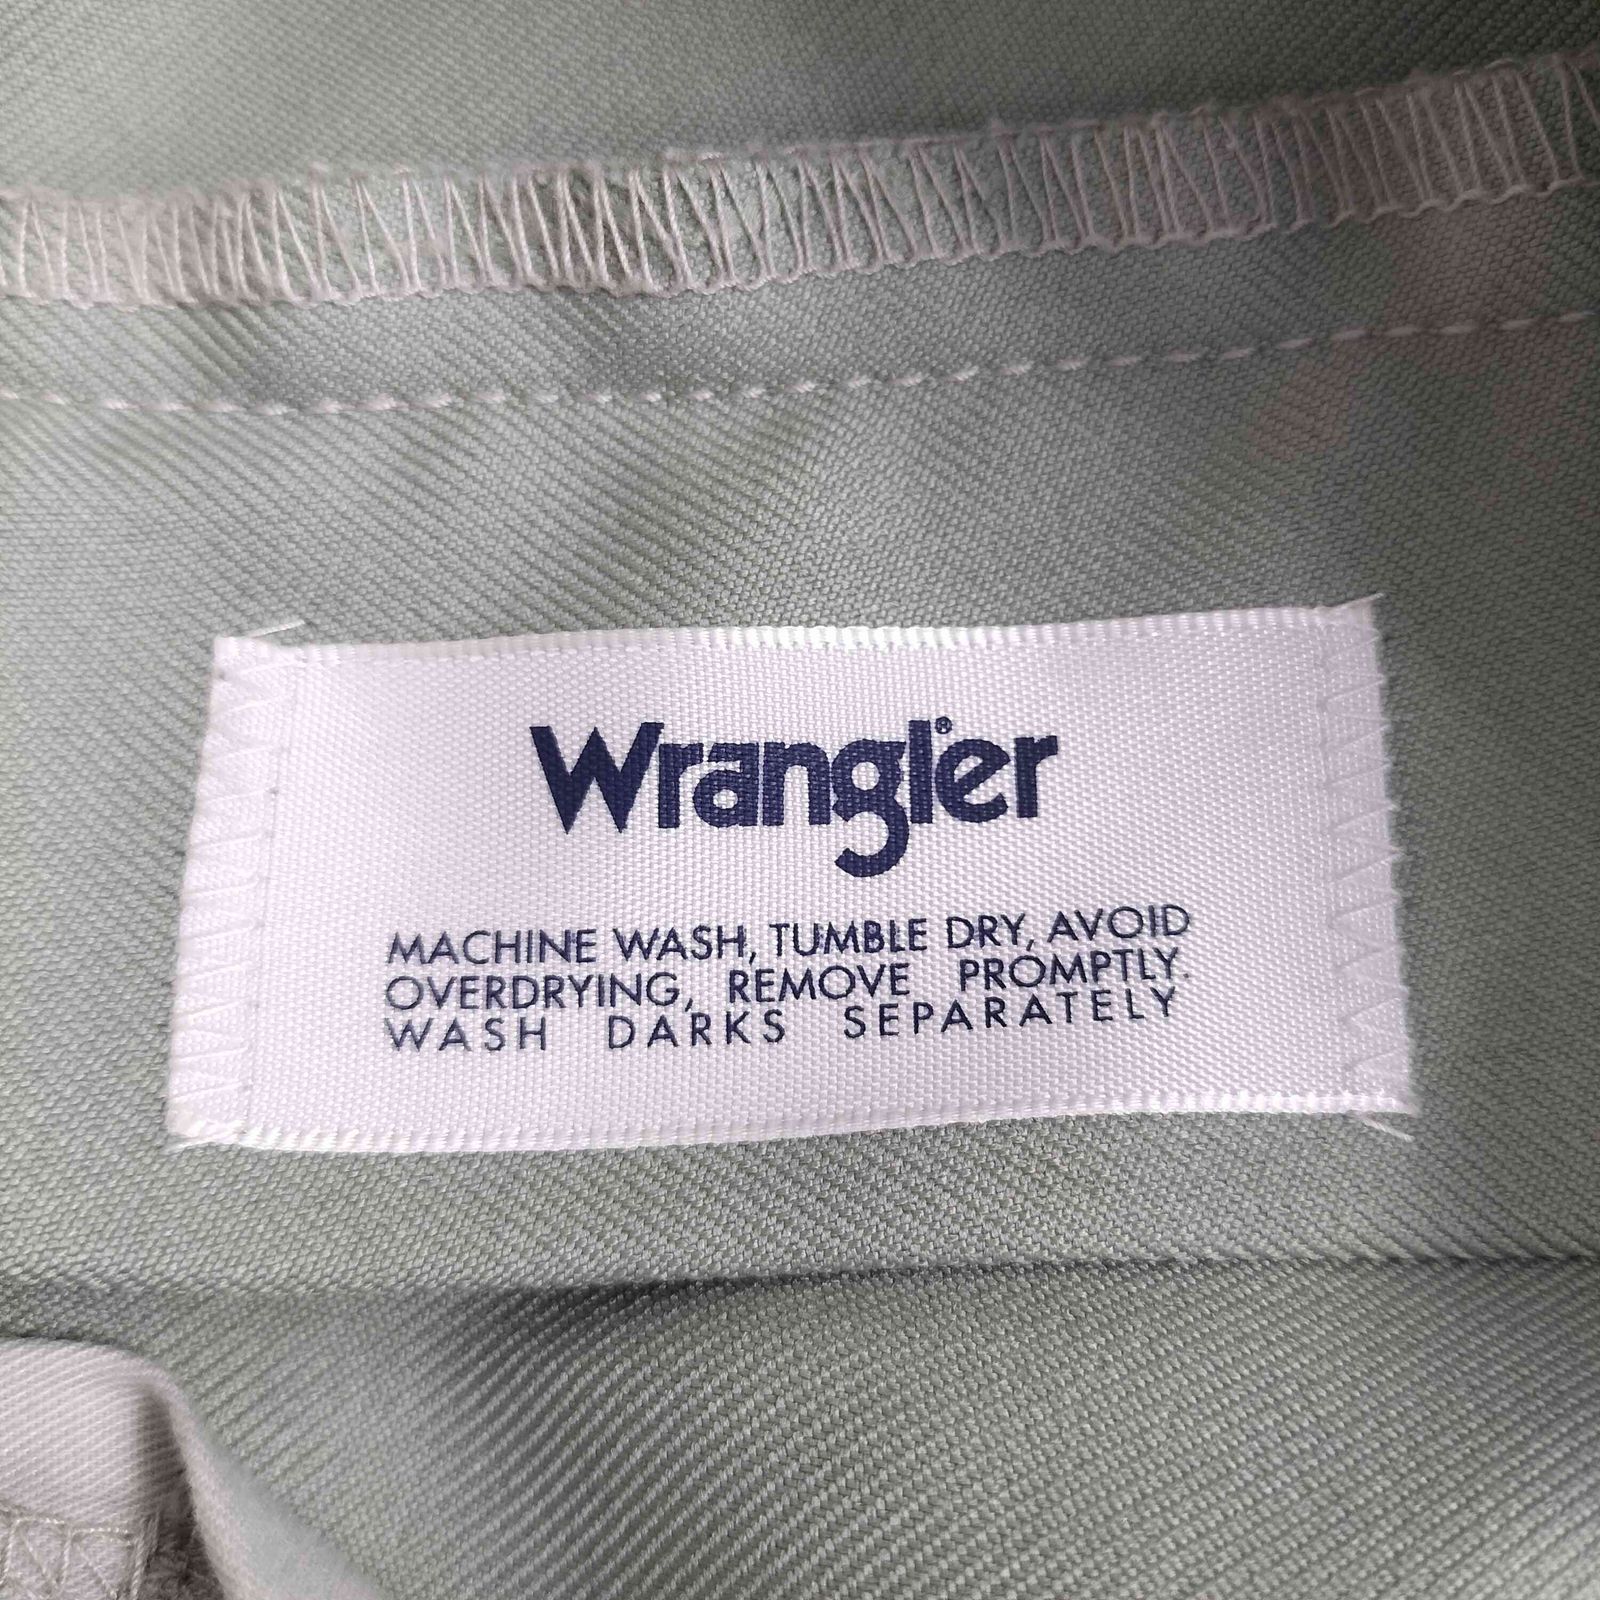 Wrangler®
MACHINE WASH, TUMBLE DRY, AVOID
OVERDRYING, REMOVE PROMPTLY.
WASH DARKS SEPARATELY